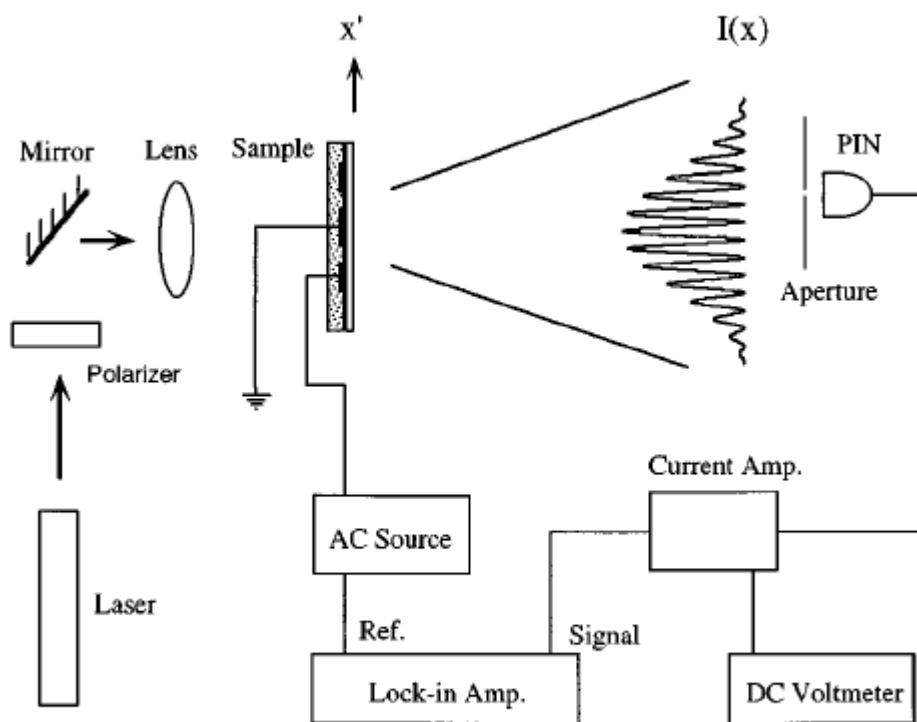 x'
I(x)
Mirror
Lens
Sample
PIN
Aperture
Polarizer
Current Amp.
AC Source
Laser
Ref.
Signal
Lock-in Amp.
DC Voltmeter